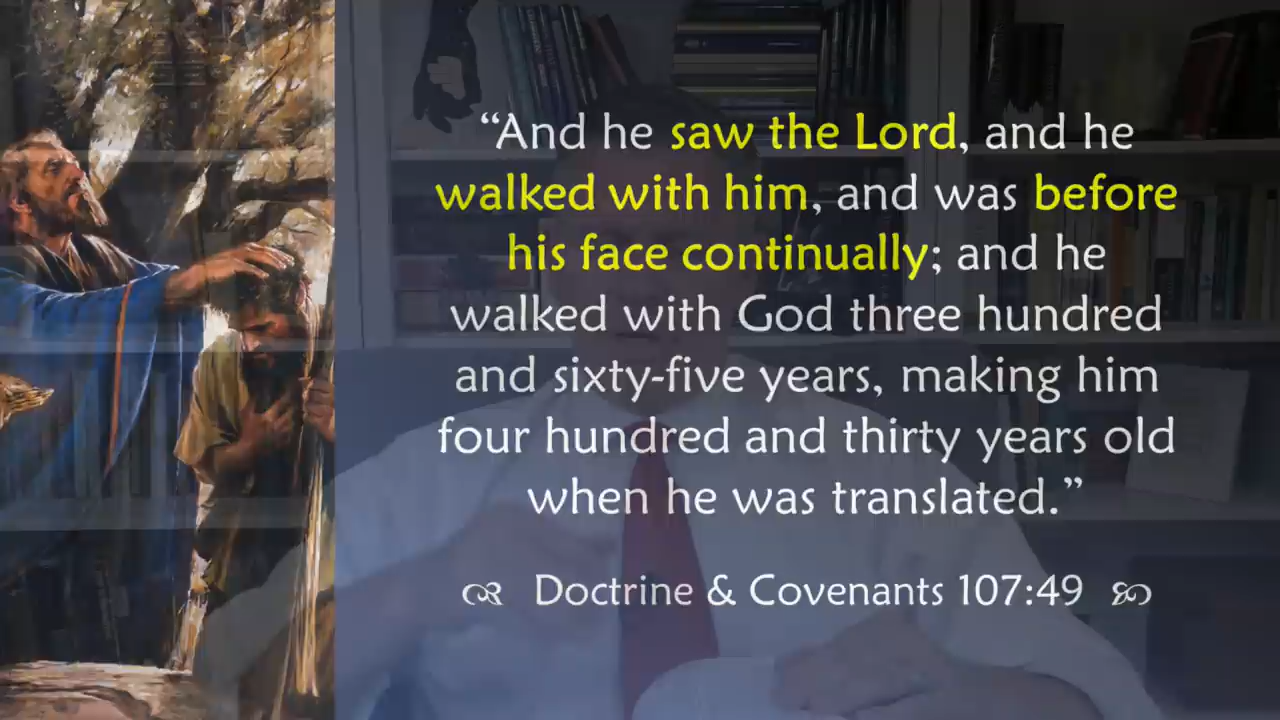 “And he saw the Lord, and he
walked with him, and was before
his face continually; and he
walked with God three hundred
and sixty-five years, making him
four hundred and thirty years old
when he was translated.”
Doctrine & Covenants 107:49